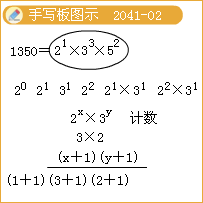 手写板图示 2041-02
1350=2¹×3³×5²
2⁰ 2¹ 3¹ 2² 2¹×3¹ 2²×3¹
2ˣ×3ʸ 计数
3×2
(x+1)(y+1)
(1+1)(3+1)(2+1)